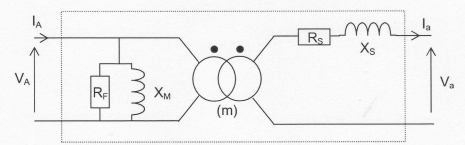 I_A
I_a
R_S
X_S
V_A
R_F
X_M
V_a
(m)